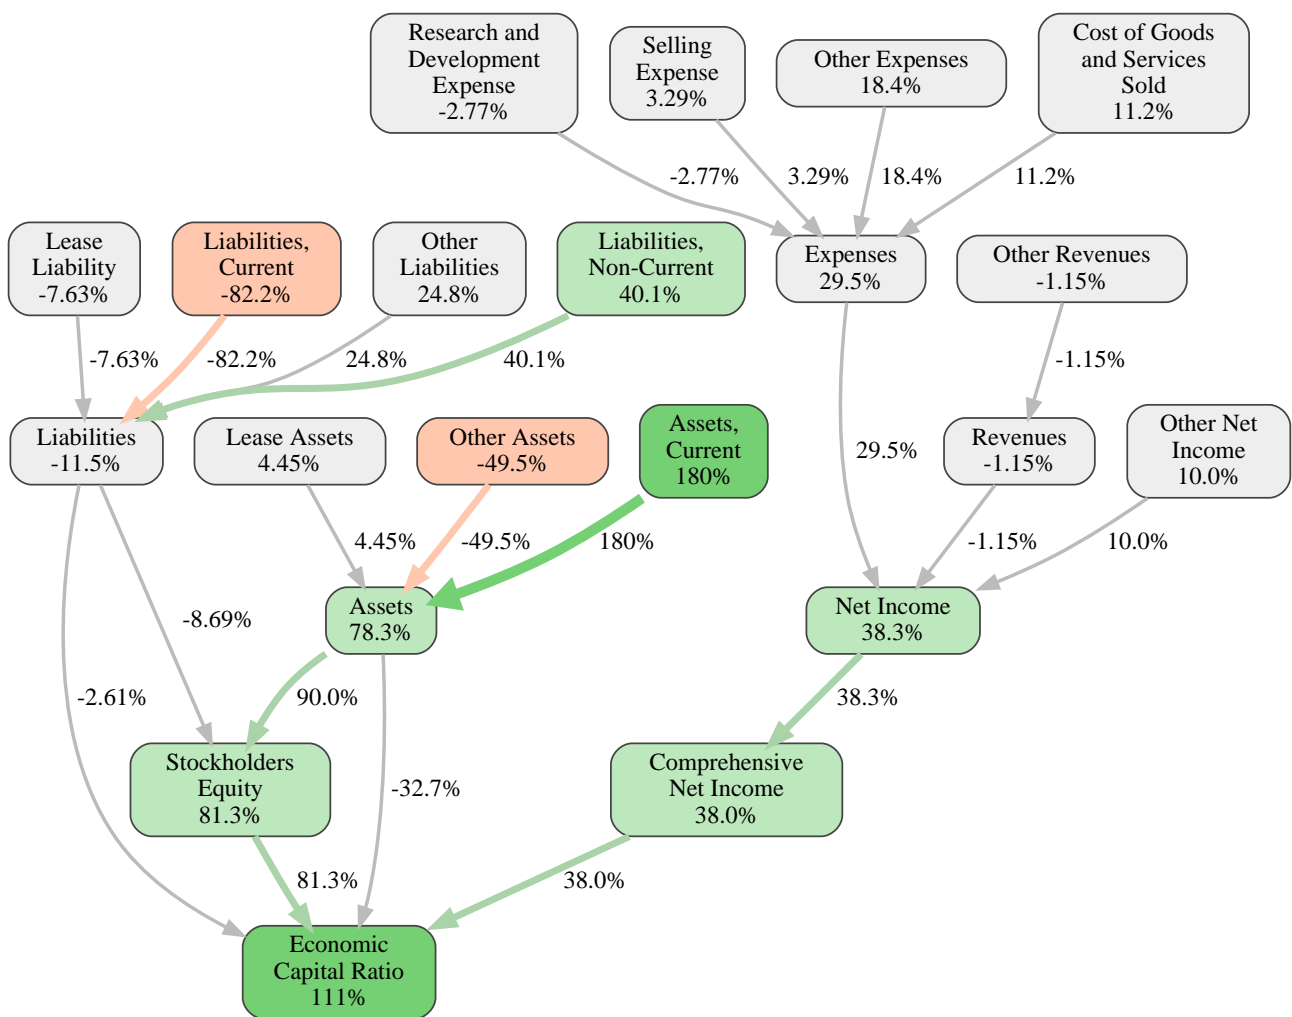 Research and
Development
Expense
-2.77%
Selling
Expense
3.29%
Other Expenses
18.4%
Cost of Goods
and Services
Sold
11.2%
-2.77%
3.29%
18.4%
11.2%
Lease
Liability
-7.63%
Liabilities,
Current
-82.2%
Other
Liabilities
24.8%
Liabilities,
Non-Current
40.1%
Expenses
29.5%
Other Revenues
-1.15%
-7.63%
-82.2%
24.8%
40.1%
-1.15%
Liabilities
-11.5%
Lease Assets
4.45%
Other Assets
-49.5%
Assets,
Current
180%
29.5%
Revenues
-1.15%
Other Net
Income
10.0%
4.45%
-49.5%
180%
-1.15%
10.0%
-8.69%
Assets
78.3%
Net Income
38.3%
-2.61%
90.0%
38.3%
Stockholders
Equity
81.3%
-32.7%
Comprehensive
Net Income
38.0%
81.3%
38.0%
Economic
Capital Ratio
111%